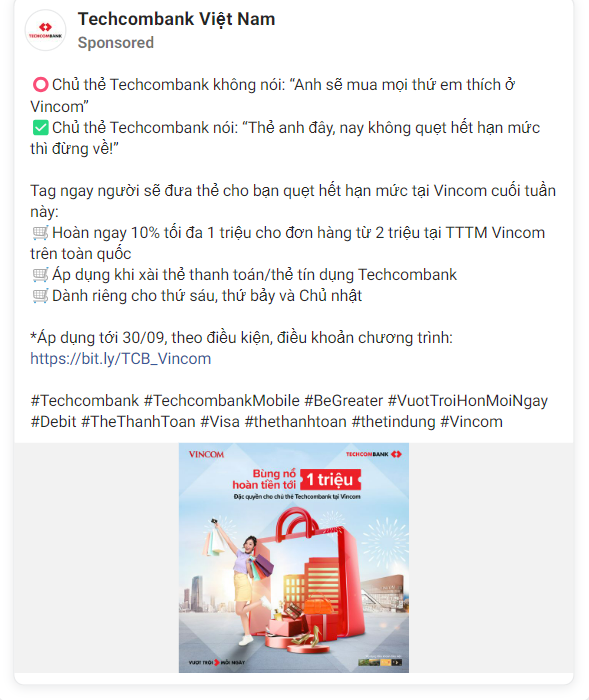 Techcombank Việt Nam
Sponsored
TECHCOMBANK
⭕ Chủ thẻ Techcombank không nói: “Anh sẽ mua mọi thứ em thích ở
Vincom”
✅ Chủ thẻ Techcombank nói: “Thẻ anh đây, nay không quẹt hết hạn mức
thì đừng về!”
Tag ngay người sẽ đưa thẻ cho bạn quẹt hết hạn mức tại Vincom cuối tuần
này:
🛒 Hoàn ngay 10% tối đa 1 triệu cho đơn hàng từ 2 triệu tại TTTM Vincom
trên toàn quốc
🛒 Áp dụng khi xài thẻ thanh toán/thẻ tín dụng Techcombank
🛒 Dành riêng cho thứ sáu, thứ bảy và Chủ nhật
*Áp dụng tới 30/09, theo điều kiện, điều khoản chương trình:
https://bit.ly/TCB_Vincom
#Techcombank #TechcombankMobile #BeGreater #VuotTroiHonMoiNgay
#Debit #TheThanhToan #Visa #thethanhtoan #thetindung #Vincom
VINCOM
TECHCOMBANK
Bùng nổ
hoàn tiền tới 1 triệu
Đặc quyền cho chủ thẻ Techcombank tại Vincom
VƯỢT TRỘI MỖI NGÀY